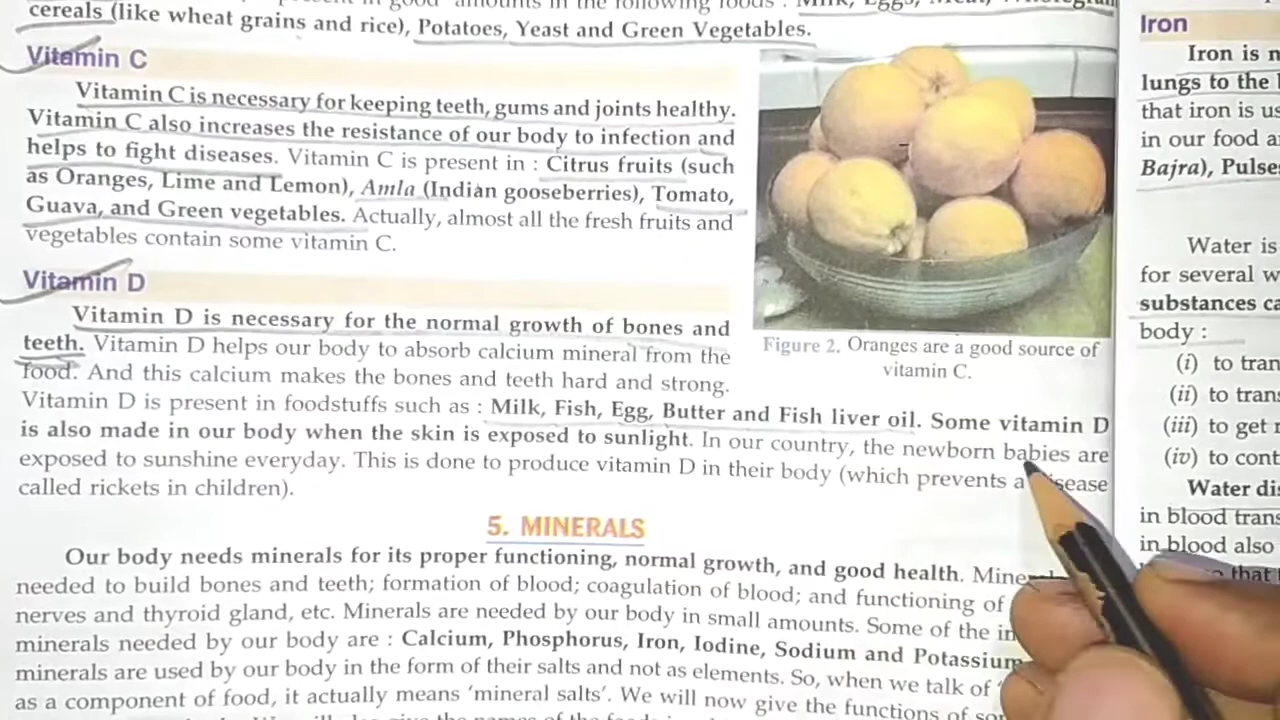 cereals (like wheat grains and rice), Potatoes, Yeast and Green Vegetables.
Vitamin C
Vitamin C is necessary for keeping teeth, gums and joints healthy.
Vitamin C also increases the resistance of our body to infection and
helps to fight diseases. Vitamin C is present in : Citrus fruits (such
as Oranges, Lime and Lemon), Amla (Indian gooseberries), Tomato,
Guava, and Green vegetables. Actually, almost all the fresh fruits and
vegetables contain some vitamin C.
Figure 2. Oranges are a good source of
vitamin C.
Vitamin D
Vitamin D is necessary for the normal growth of bones and
teeth. Vitamin D helps our body to absorb calcium mineral from the
food. And this calcium makes the bones and teeth hard and strong.
Vitamin D is present in foodstuffs such as : Milk, Fish, Egg, Butter and Fish liver oil. Some vitamin D
is also made in our body when the skin is exposed to sunlight. In our country, the newborn babies are
exposed to sunshine everyday. This is done to produce vitamin D in their body (which prevents a disease
called rickets in children).
5. MINERALS
Our body needs minerals for its proper functioning, normal growth, and good health.
needed to build bones and teeth; formation of blood; coagulation of blood; and functioning of
nerves and thyroid gland, etc. Minerals are needed by our body in small amounts. Some of the
minerals needed by our body are : Calcium, Phosphorus, Iron, Iodine, Sodium and Potassium
minerals are used by our body in the form of their salts and not as elements. So, when we talk of
as a component of food, it actually means 'mineral salts'. We will now give the functions of
Iron
Iron is
lungs to the
that iron is
in our food
Bajra),
Water is
for several
substances
body :
(i) to
(ii) to
(iii) to get
(iv) to
Water
in blood
in blood also
that